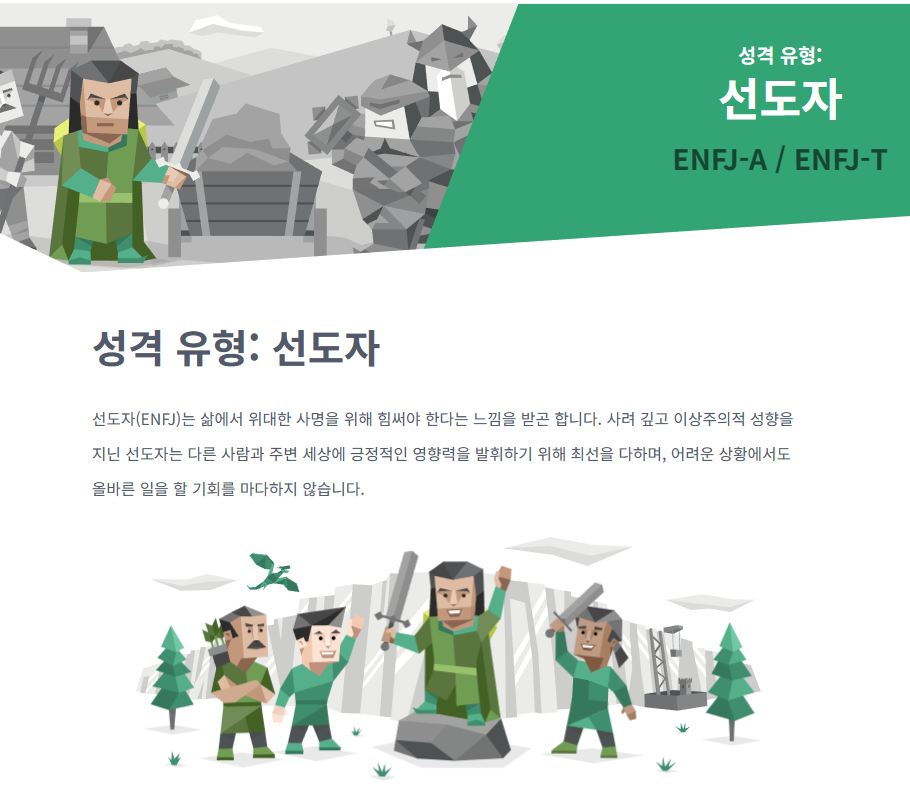 성격 유형:
선도자
ENFJ-A / ENFJ-T
성격 유형: 선도자
선도자(ENFJ)는 삶에서 위대한 사명을 위해 힘써야 한다는 느낌을 받곤 합니다. 사려 깊고 이상주의적 성향을
지닌 선도자는 다른 사람과 주변 세상에 긍정적인 영향력을 발휘하기 위해 최선을 다하며, 어려운 상황에서도
올바른 일을 할 기회를 마다하지 않습니다.